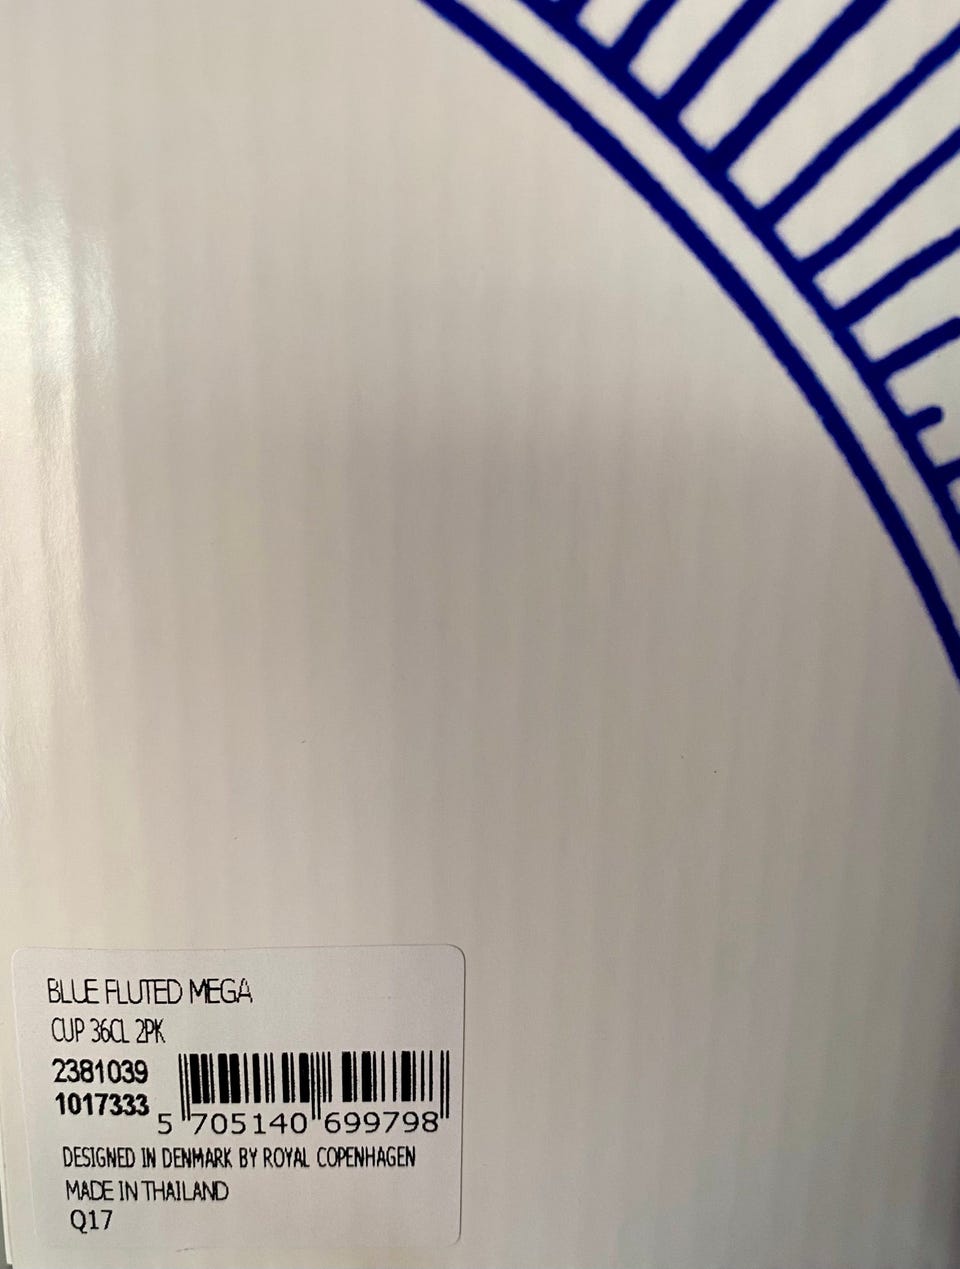 BLUE FLUTED MEGA
CUP 36CL 2PK
2381039
1017333
5 705140 699798
DESIGNED IN DENMARK BY ROYAL COPENHAGEN
MADE IN THAILAND
Q17